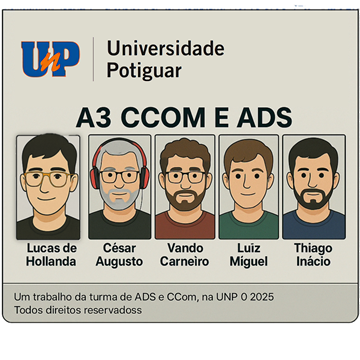 UnP
Universidade
Potiguar
A3 CCOM E ADS
Lucas de
Hollanda
César
Augusto
Vando
Carneiro
Luiz
Miguel
Thiago
Inácio
Um trabalho da turma de ADS e CCom, na UNP 0 2025
Todos direitos reservadoss